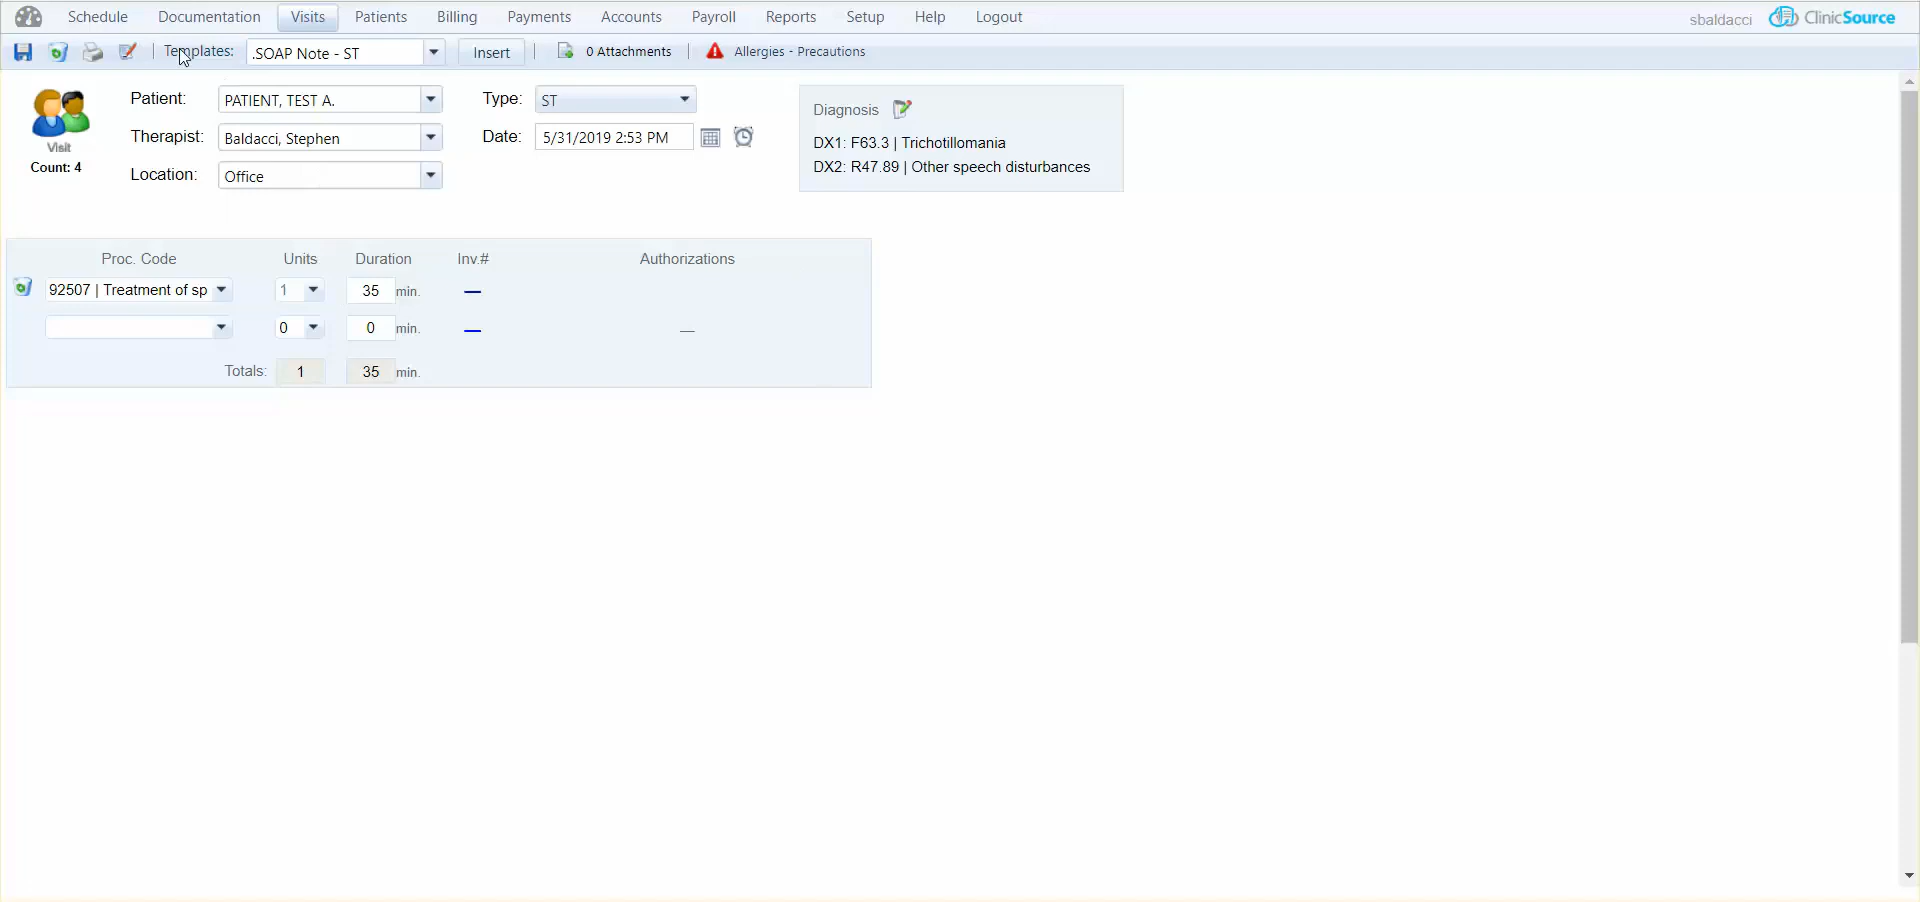 Schedule Documentation Visits Patients Billing Payments Accounts Payroll Reports Setup Help Logout sbaldacci ClinicSource
Templates: .SOAP Note - ST Insert 0 Attachments Allergies - Precautions
Patient: PATIENT, TEST A. Type: ST
Diagnosis
Therapist: Baldacci, Stephen Date: 5/31/2019 2:53 PM
DX1: F63.3 | Trichotillomania
Visit
Count: 4
Location: Office
DX2: R47.89 | Other speech disturbances
Proc. Code Units Duration Inv.# Authorizations
92507 | Treatment of sp 1 35 min. —
0 0 min. — —
Totals: 1 35 min.